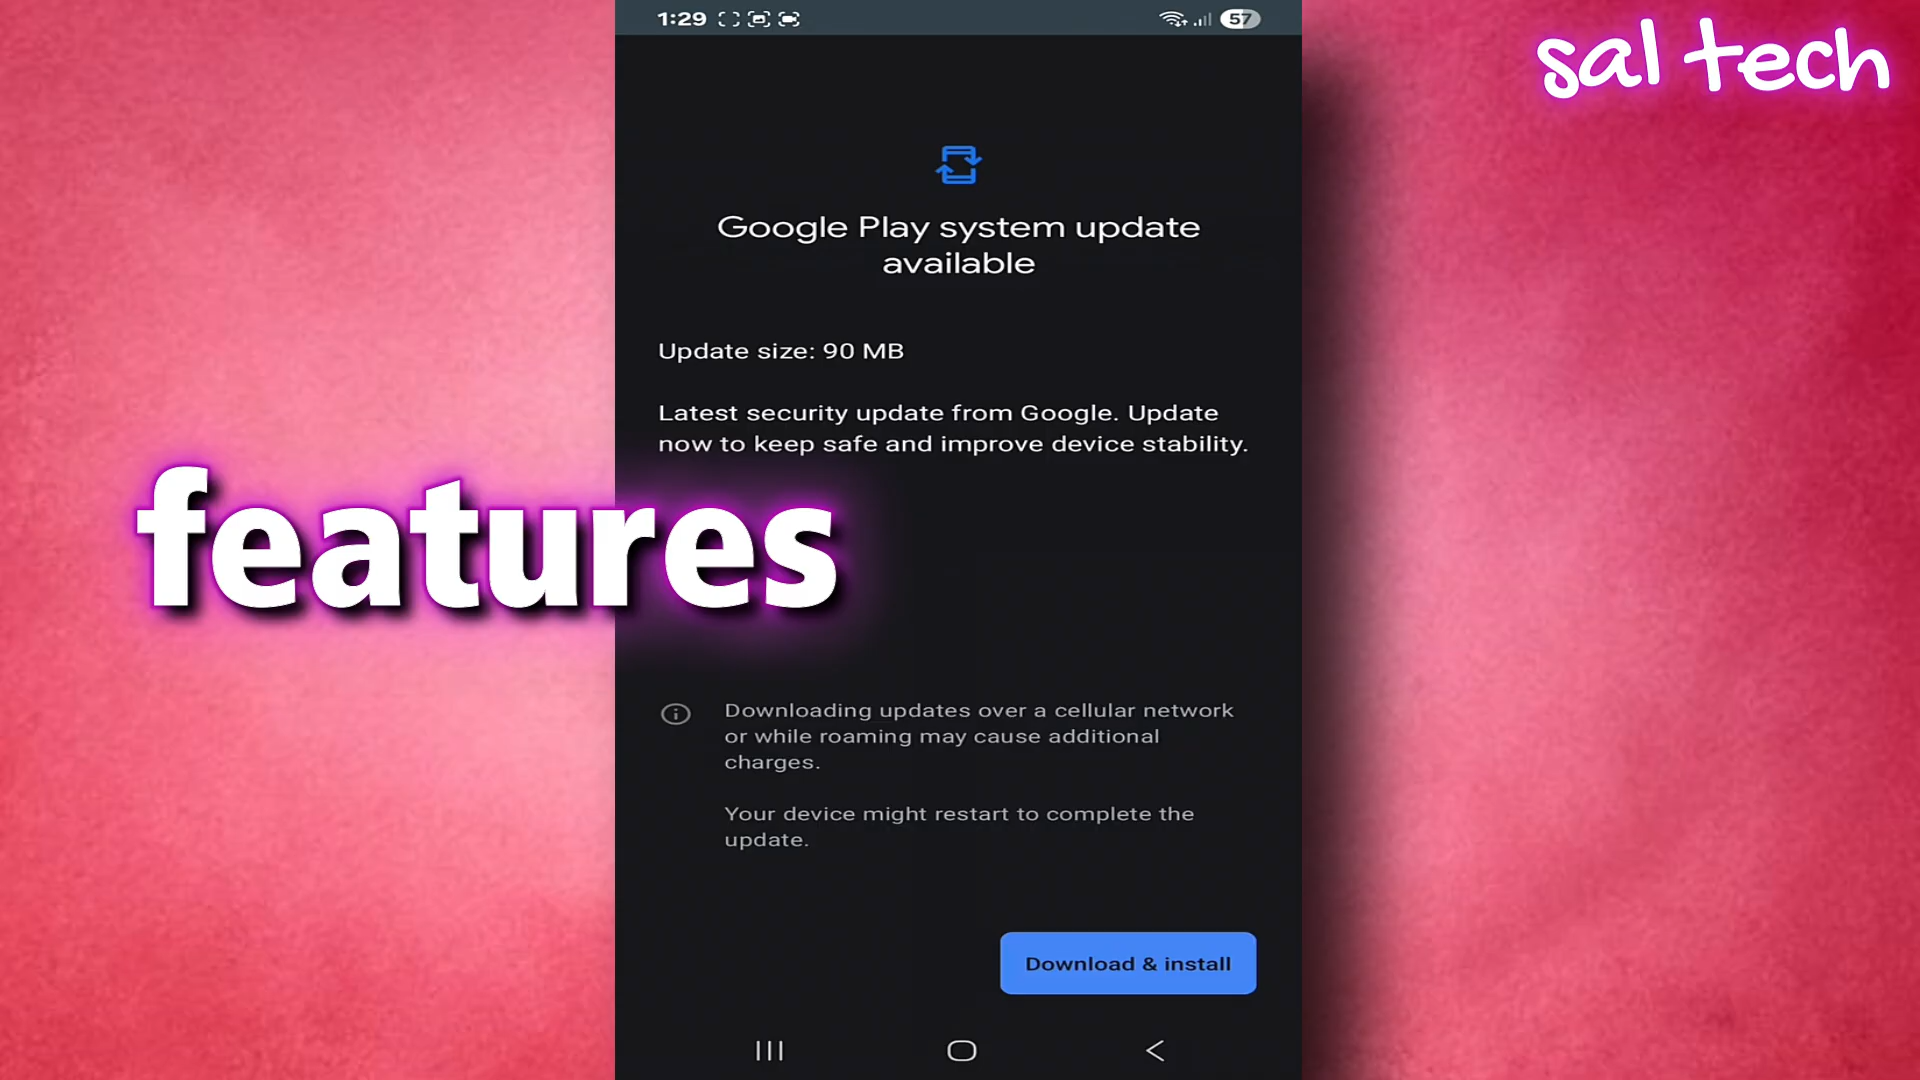 1:29
57
sal tech
Google Play system update
available
Update size: 90 MB
Latest security update from Google. Update
now to keep safe and improve device stability.
features
Downloading updates over a cellular network
or while roaming may cause additional
charges.
Your device might restart to complete the
update.
Download & install